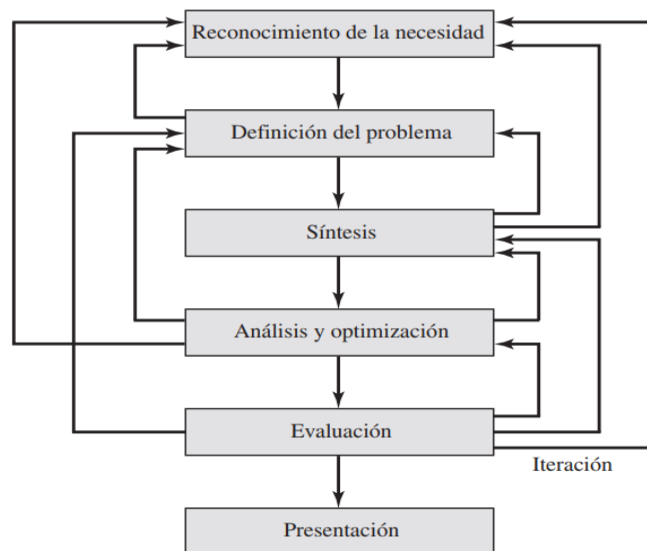 Reconocimiento de la necesidad
Definición del problema
Síntesis
Análisis y optimización
Evaluación
Iteración
Presentación